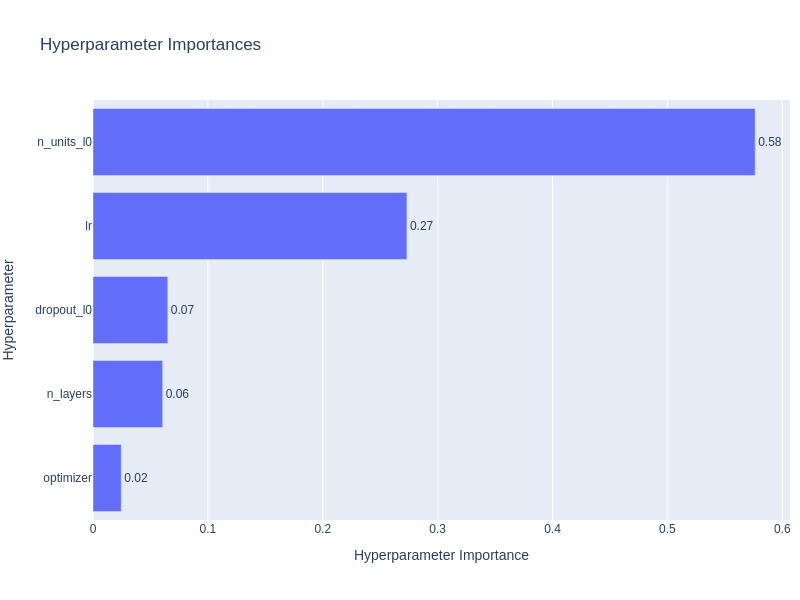 Hyperparameter Importances
Hyperparameter
n_units_l0
0.58
lr
0.27
dropout_l0
0.07
n_layers
0.06
optimizer
0.02
0
0.1
0.2
0.3
0.4
0.5
0.6
Hyperparameter Importance